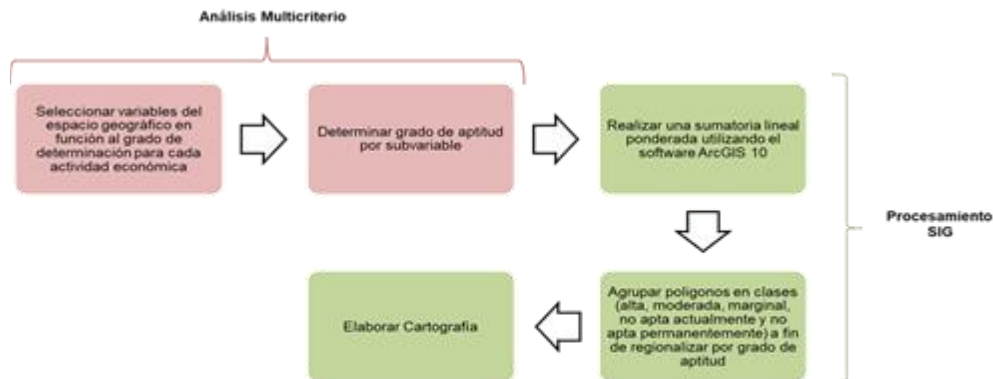 Análisis Multicriterio
Seleccionar variables del
espacio geográfico en
función al grado de
determinación para cada
actividad económica
Determinar grado de aptitud
por subvariable
Realizar una sumatoria lineal
ponderada utilizando el
software ArcGIS 10
Procesamiento
SIG
Agrupar polígonos en clases
(alta, moderada, marginal,
no apta actualmente y no
apta permanentemente) a fin
de regionalizar por grado de
aptitud
Elaborar Cartografía